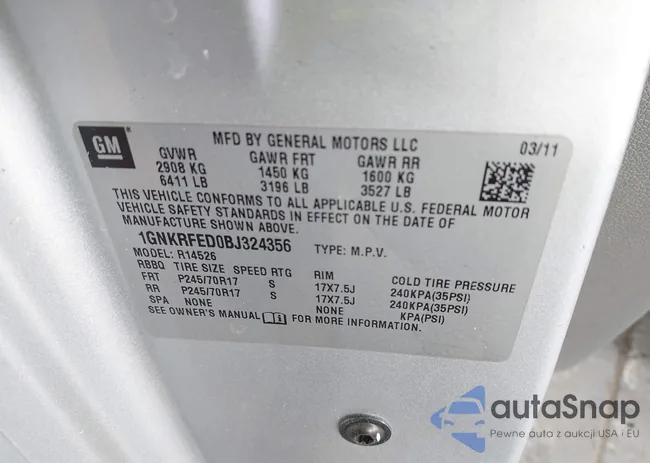 GM
MFD BY GENERAL MOTORS LLC 03/11
GVWR GAWR FRT GAWR RR
2908 KG 1450 KG 1600 KG
6411 LB 3196 LB 3527 LB
THIS VEHICLE CONFORMS TO ALL APPLICABLE U.S. FEDERAL MOTOR
VEHICLE SAFETY STANDARDS IN EFFECT ON THE DATE OF
MANUFACTURE SHOWN ABOVE.
1GNKRFED0BJ324356 TYPE: M.P.V.
MODEL: R14526
RBBQ TIRE SIZE SPEED RTG RIM COLD TIRE PRESSURE
FRT P245/70R17 S 17X7.5J 240KPA(35PSI)
RR P245/70R17 S 17X7.5J 240KPA(35PSI)
SPA NONE NONE KPA(PSI)
SEE OWNER'S MANUAL FOR MORE INFORMATION.
autaSnap
Pewne auta z aukcji USA i EU